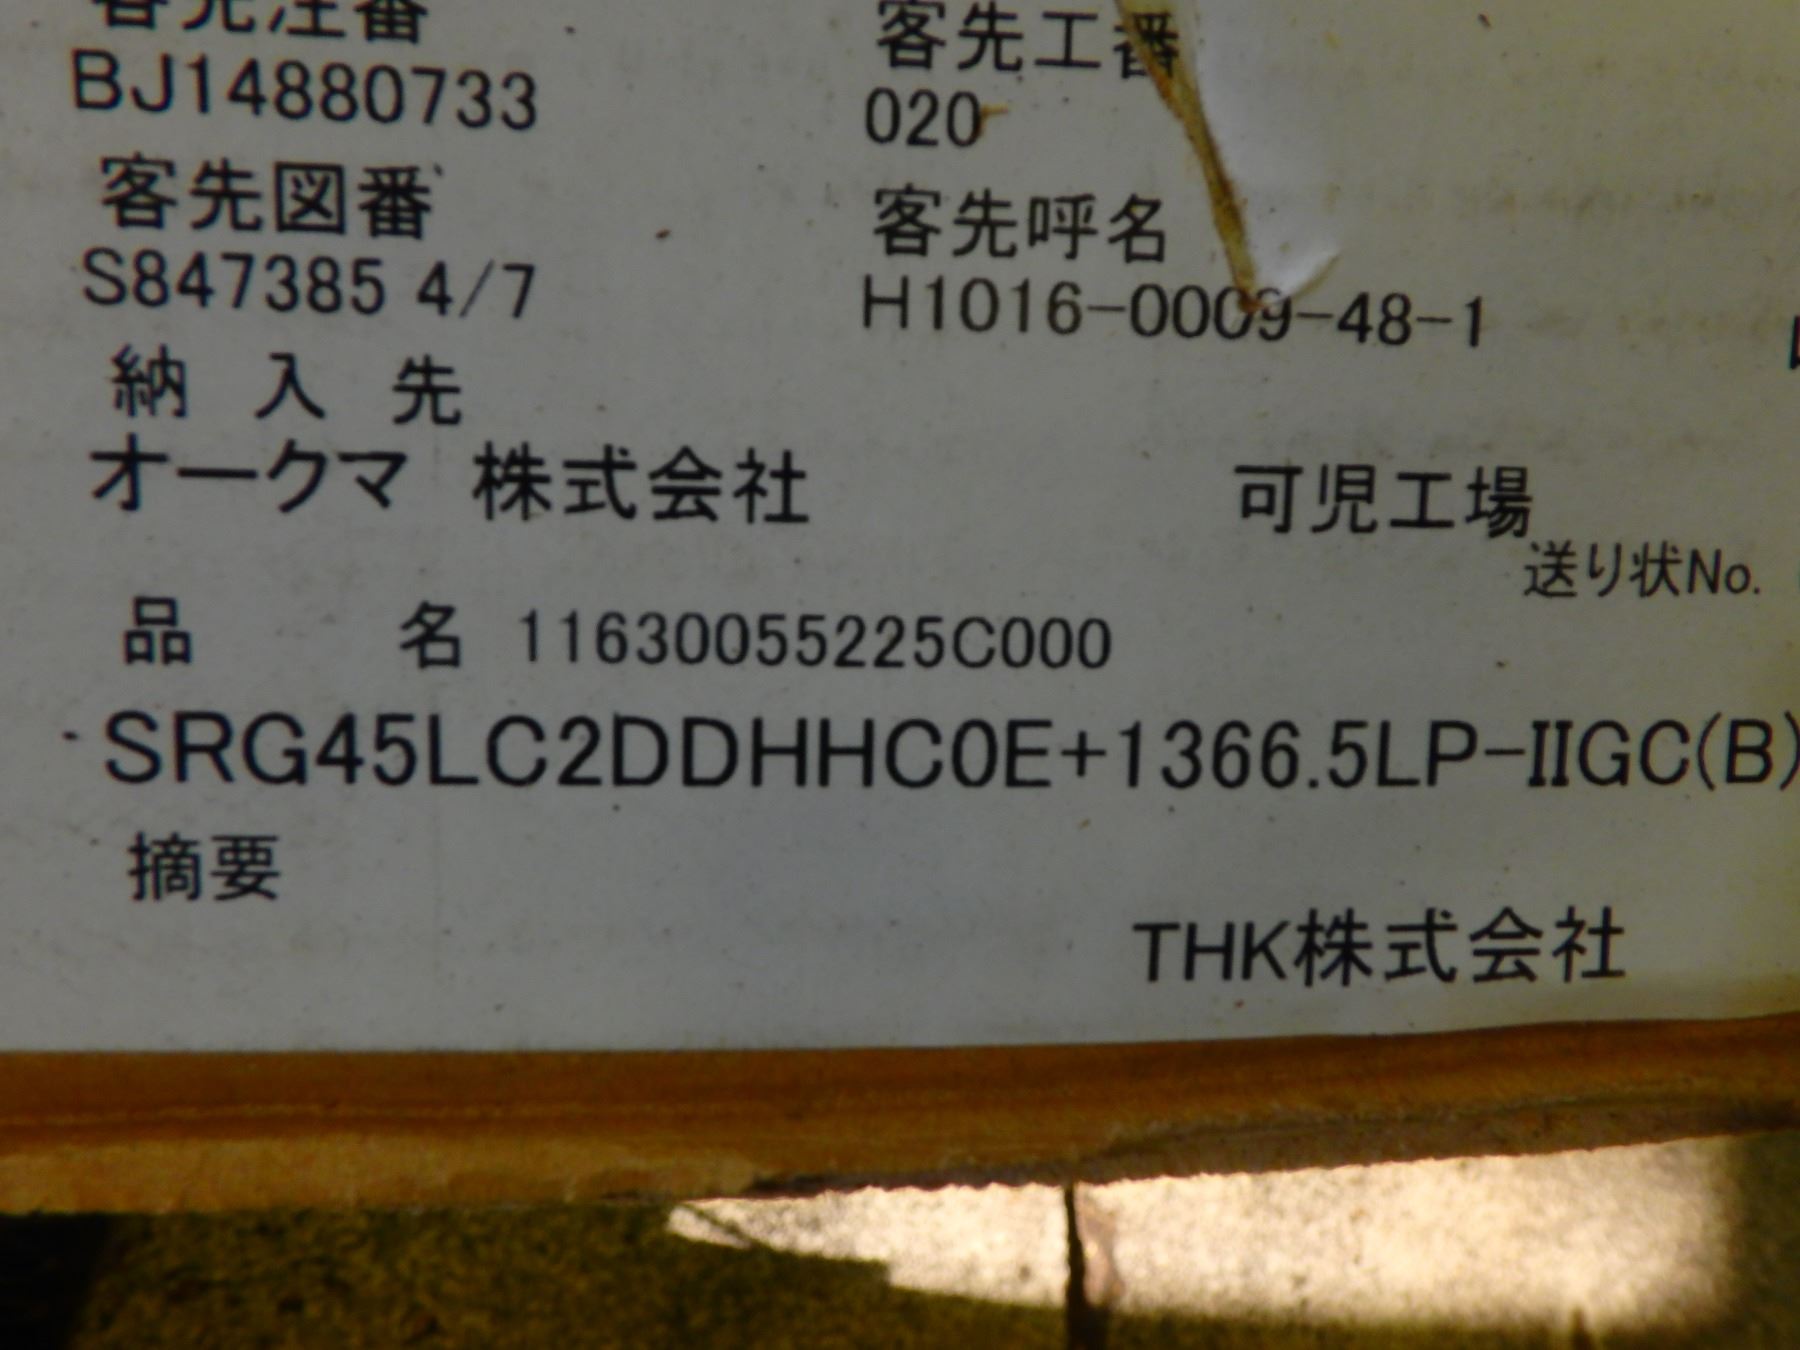 客先注番
客先工番
BJ14880733
020
客先図番
客先呼名
S847385 4/7
H1016-0009-48-1
納 入 先
オークマ 株式会社
可児工場
送り状No.
品 名 11630055225C000
SRG45LC2DDHHC0E+1366.5LP-IIGC(B)
摘要
THK株式会社